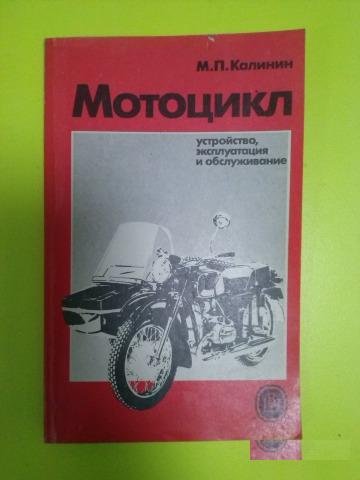 М.П.Калинин
Мотоцикл
устройство,
эксплуатация
и обслуживание